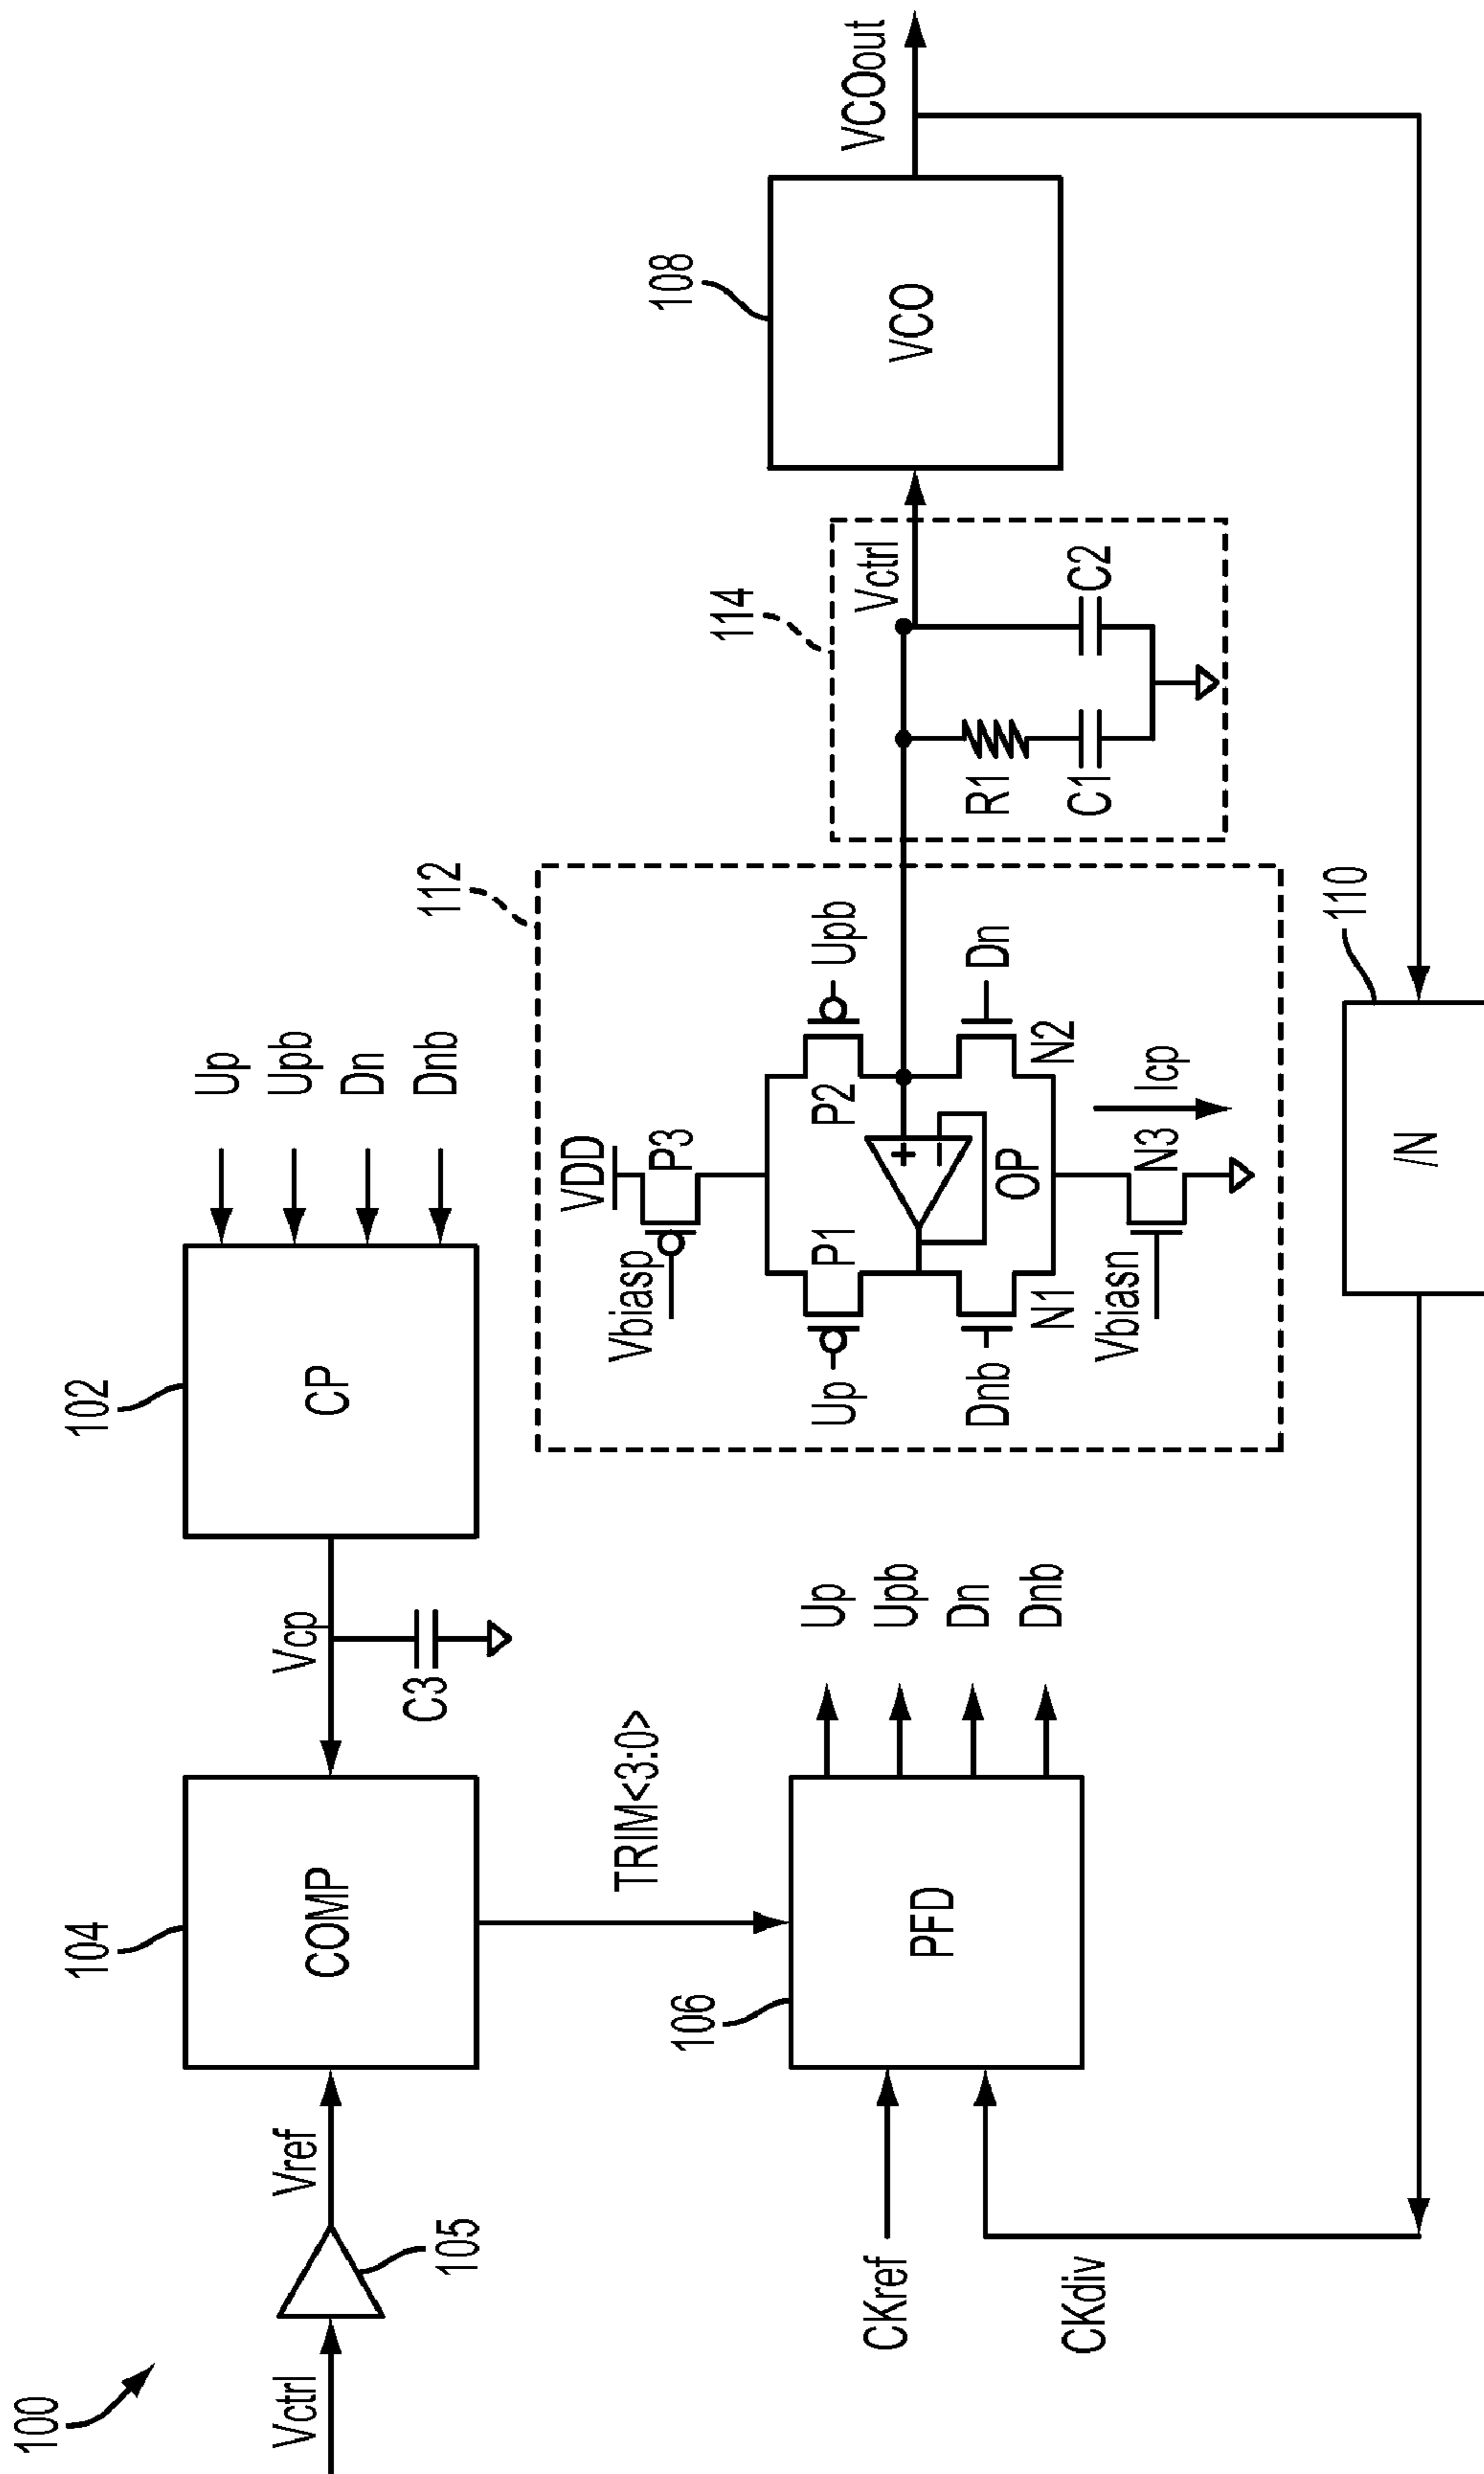 100
Vctrl
105
Vref
104
COMP
Vcp
C3
102
CP
Up
Upb
Dn
Dnb
TRIM<3:0>
106
PFD
CKref
CKdiv
Up
Upb
Dn
Dnb
112
VDD
Vbiasp
P3
Up
P1
P2
Upb
+
−
OP
Dnb
N1
N2
Dn
Vbiasn
N3
Icp
114
Vctrl
R1
C1
C2
108
VCO
VCOout
110
/N